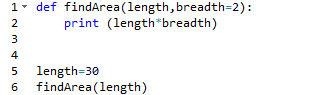 1 def findArea(length,breadth=2):
2     print (length*breadth)
3
4
5 length=30
6 findArea(length)